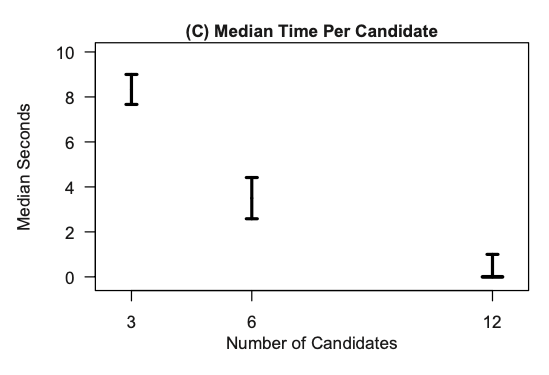 (C) Median Time Per Candidate
10
8
6
4
2
0
Median Seconds
3 6 12
Number of Candidates